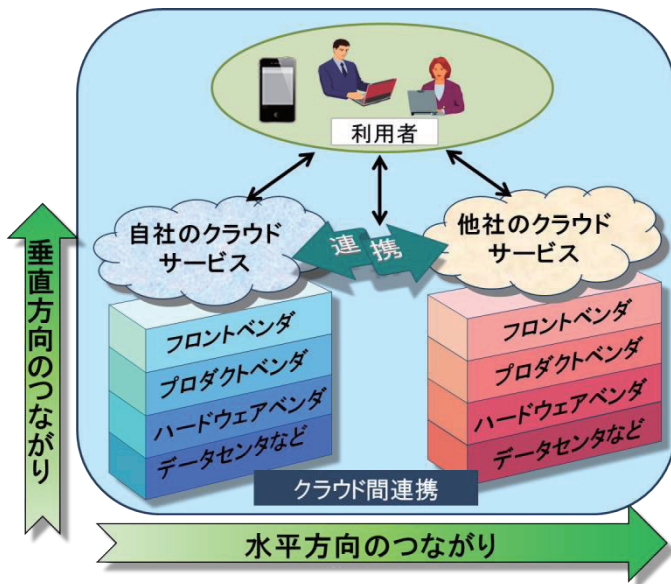 利用者
自社のクラウド
サービス
連携
他社のクラウド
サービス
フロントベンダ
プロダクトベンダ
ハードウェアベンダ
データセンタなど
フロントベンダ
プロダクトベンダ
ハードウェアベンダ
データセンタなど
クラウド間連携
垂直方向のつながり
水平方向のつながり